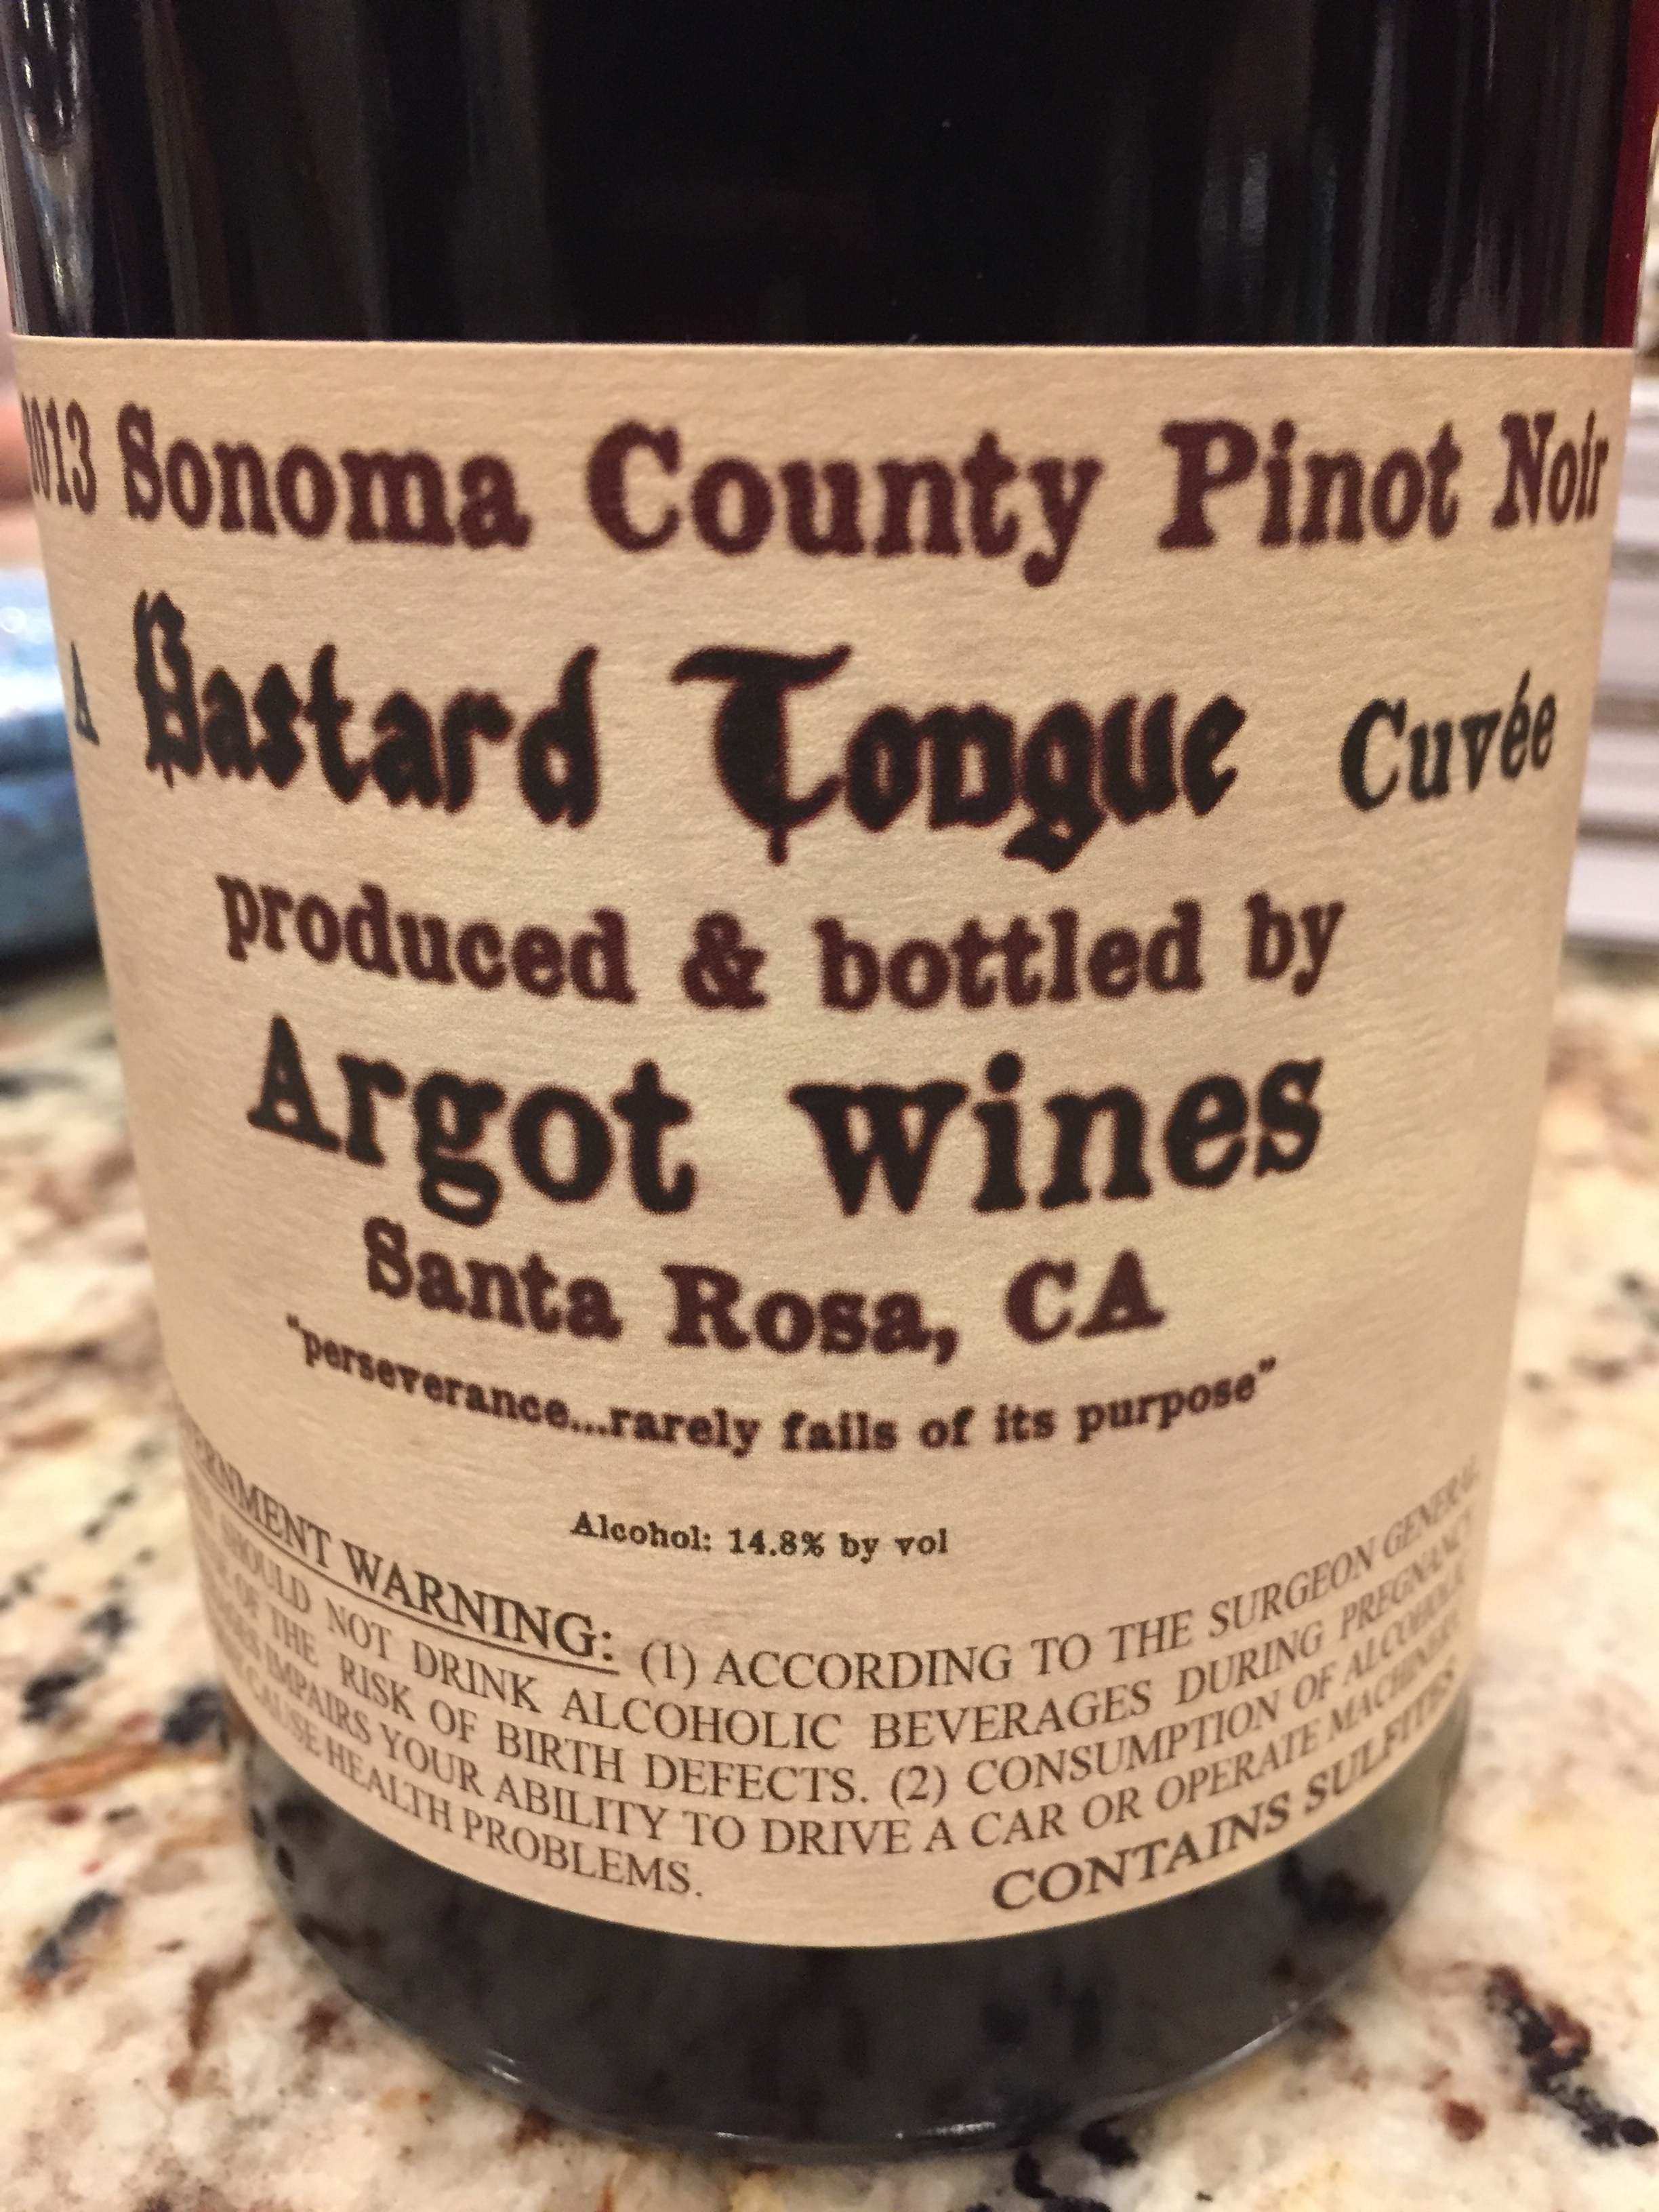 2013 Sonoma County Pinot Noir
A Bastard Tongue Cuvée
produced & bottled by
Argot Wines
Santa Rosa, CA
"perseverance...rarely fails of its purpose"
Alcohol: 14.8% by vol
ERNMENT WARNING: (1) ACCORDING TO THE SURGEON GENERAL
SHOULD NOT DRINK ALCOHOLIC BEVERAGES DURING PREGNANCY
OF THE RISK OF BIRTH DEFECTS. (2) CONSUMPTION OF ALCOHOLIC
IMPAIRS YOUR ABILITY TO DRIVE A CAR OR OPERATE MACHINERY
CAUSE HEALTH PROBLEMS. CONTAINS SULFITES